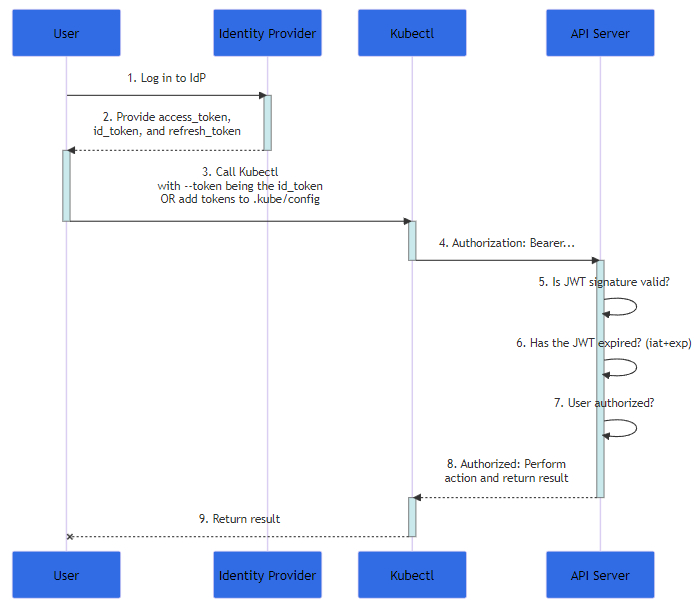 User
Identity Provider
Kubectl
API Server
1. Log in to IdP
2. Provide access_token,
id_token, and refresh_token
3. Call Kubectl
with --token being the id_token
OR add tokens to .kube/config
4. Authorization: Bearer...
5. Is JWT signature valid?
6. Has the JWT expired? (iat+exp)
7. User authorized?
8. Authorized: Perform
action and return result
9. Return result
User
Identity Provider
Kubectl
API Server